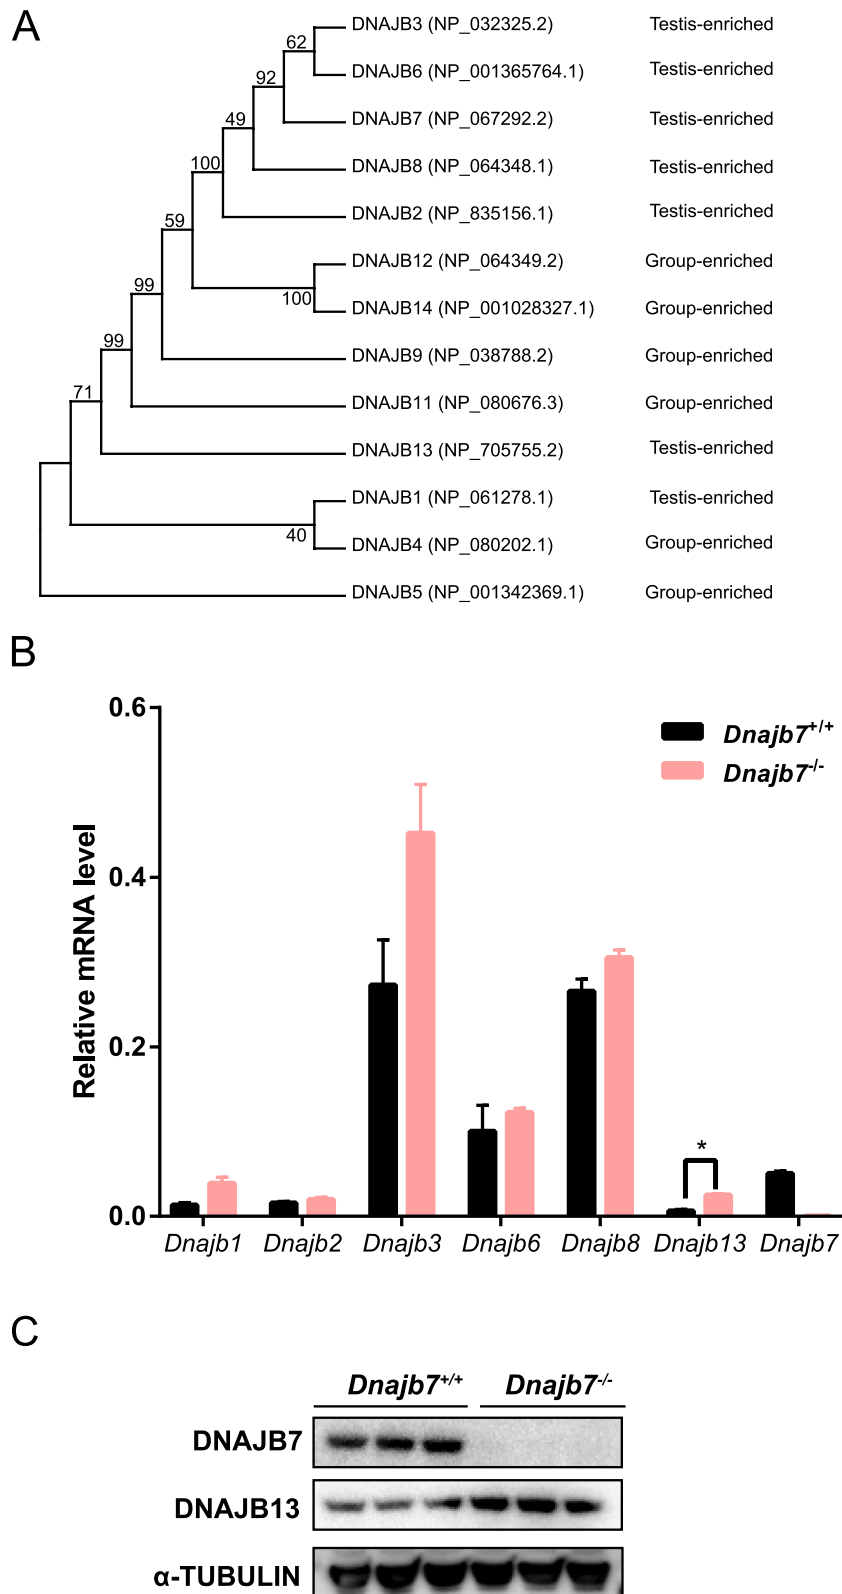 A
DNAJB3 (NP_032325.2) Testis-enriched
62
DNAJB6 (NP_001365764.1) Testis-enriched
92
DNAJB7 (NP_067292.2) Testis-enriched
49
DNAJB8 (NP_064348.1) Testis-enriched
100
DNAJB2 (NP_835156.1) Testis-enriched
59
DNAJB12 (NP_064349.2) Group-enriched
100
DNAJB14 (NP_001028327.1) Group-enriched
99
DNAJB9 (NP_038788.2) Group-enriched
99
DNAJB11 (NP_080676.3) Group-enriched
71
DNAJB13 (NP_705755.2) Testis-enriched
DNAJB1 (NP_061278.1) Testis-enriched
40
DNAJB4 (NP_080202.1) Group-enriched
DNAJB5 (NP_001342369.1) Group-enriched
B
Relative mRNA level
0.6
0.4
0.2
0.0
Dnajb7+/+
Dnajb7-/-
*
Dnajb1 Dnajb2 Dnajb3 Dnajb6 Dnajb8 Dnajb13 Dnajb7
C
Dnajb7+/+ Dnajb7-/-
DNAJB7
DNAJB13
α-TUBULIN